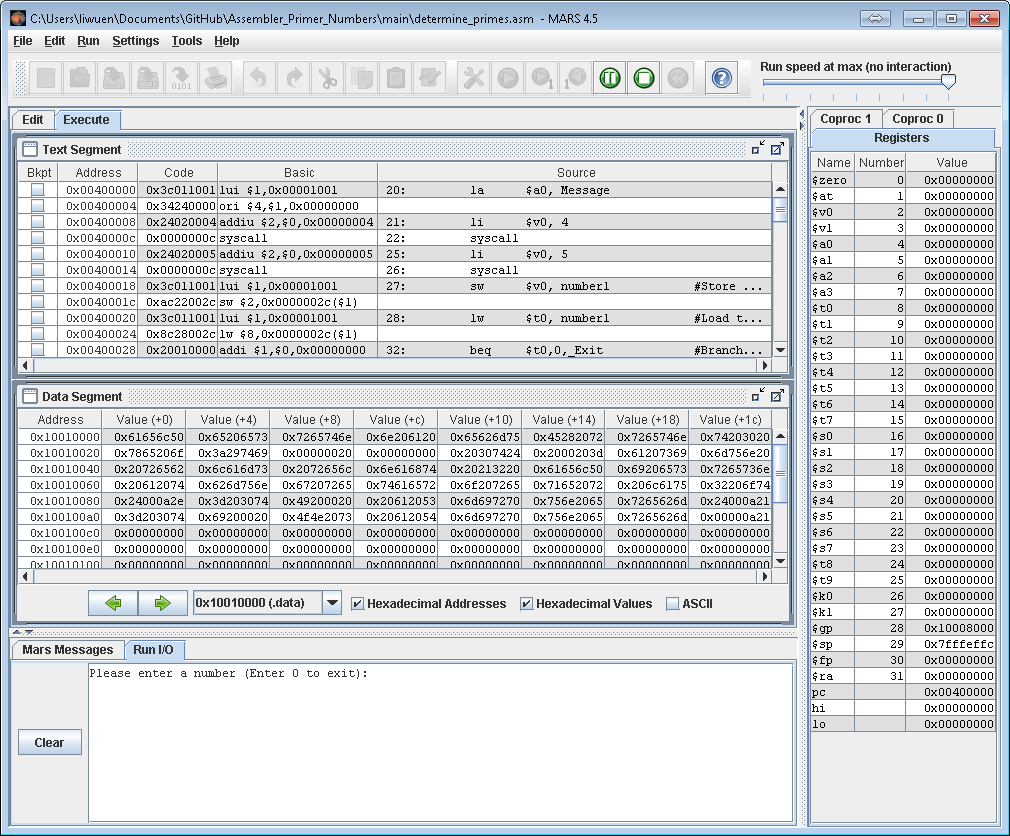 C:\Users\liwuen\Documents\GitHub\Assembler_Primer_Numbers\main\determine_primes.asm - MARS 4.5
File Edit Run Settings Tools Help
Run speed at max (no interaction)
Edit Execute
Text Segment
Bkpt Address Code Basic Source
0x00400000 0x3c011001 lui $1,0x00001001 20: la $a0, Message
0x00400004 0x34240000 ori $4,$1,0x00000000
0x00400008 0x24020004 addiu $2,$0,0x00000004 21: li $v0, 4
0x0040000c 0x0000000c syscall 22: syscall
0x00400010 0x24020005 addiu $2,$0,0x00000005 25: li $v0, 5
0x00400014 0x0000000c syscall 26: syscall
0x00400018 0x3c011001 lui $1,0x00001001 27: sw $v0, number1 #Store ...
0x0040001c 0xac22002c sw $2,0x0000002c($1)
0x00400020 0x3c011001 lui $1,0x00001001 28: lw $t0, number1 #Load t...
0x00400024 0x8c28002c lw $8,0x0000002c($1)
0x00400028 0x20010000 addi $1,$0,0x00000000 32: beq $t0,0,_Exit #Branch...
Data Segment
Address Value (+0) Value (+4) Value (+8) Value (+c) Value (+10) Value (+14) Value (+18) Value (+1c)
0x10010000 0x61656c50 0x65206573 0x7265746e 0x6e206120 0x65626d75 0x45282072 0x7265746e 0x74203020
0x10010020 0x7865206f 0x3a297469 0x00000020 0x00000000 0x20307424 0x2000203d 0x61207369 0x6d756e20
0x10010040 0x20726562 0x6c616d73 0x2072656c 0x6e616874 0x20213220 0x61656c50 0x69206573 0x7265736e
0x10010060 0x20612074 0x626d756e 0x67207265 0x74616572 0x6f207265 0x71652072 0x206c6175 0x32206f74
0x10010080 0x24000a2e 0x3d203074 0x49200020 0x20612053 0x6d697270 0x756e2065 0x7265626d 0x24000a21
0x100100a0 0x3d203074 0x69200020 0x4f4e2073 0x20612054 0x6d697270 0x756e2065 0x7265626d 0x00000a21
0x100100c0 0x00000000 0x00000000 0x00000000 0x00000000 0x00000000 0x00000000 0x00000000 0x00000000
0x100100e0 0x00000000 0x00000000 0x00000000 0x00000000 0x00000000 0x00000000 0x00000000 0x00000000
0x10010100 0x00000000 0x00000000 0x00000000 0x00000000 0x00000000 0x00000000 0x00000000 0x00000000
0x10010000 (.data) Hexadecimal Addresses Hexadecimal Values ASCII
Mars Messages Run I/O
Please enter a number (Enter 0 to exit):
Clear
Coproc 1 Coproc 0
Registers
Name Number Value
$zero 0 0x00000000
$at 1 0x00000000
$v0 2 0x00000000
$v1 3 0x00000000
$a0 4 0x00000000
$a1 5 0x00000000
$a2 6 0x00000000
$a3 7 0x00000000
$t0 8 0x00000000
$t1 9 0x00000000
$t2 10 0x00000000
$t3 11 0x00000000
$t4 12 0x00000000
$t5 13 0x00000000
$t6 14 0x00000000
$t7 15 0x00000000
$s0 16 0x00000000
$s1 17 0x00000000
$s2 18 0x00000000
$s3 19 0x00000000
$s4 20 0x00000000
$s5 21 0x00000000
$s6 22 0x00000000
$s7 23 0x00000000
$t8 24 0x00000000
$t9 25 0x00000000
$k0 26 0x00000000
$k1 27 0x00000000
$gp 28 0x10008000
$sp 29 0x7fffeffc
$fp 30 0x00000000
$ra 31 0x00000000
pc 0x00400000
hi 0x00000000
lo 0x00000000